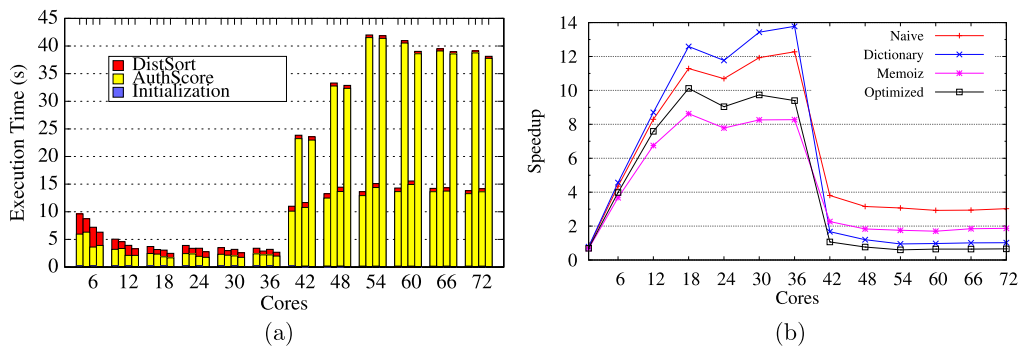 45
40
35
30
25
20
15
10
5
0
Execution Time (s)
DistSort
AuthScore
Initialization
6 12 18 24 30 36 42 48 54 60 66 72
Cores
(a)
14
12
10
8
6
4
2
0
Speedup
Naive
Dictionary
Memoiz
Optimized
6 12 18 24 30 36 42 48 54 60 66 72
Cores
(b)